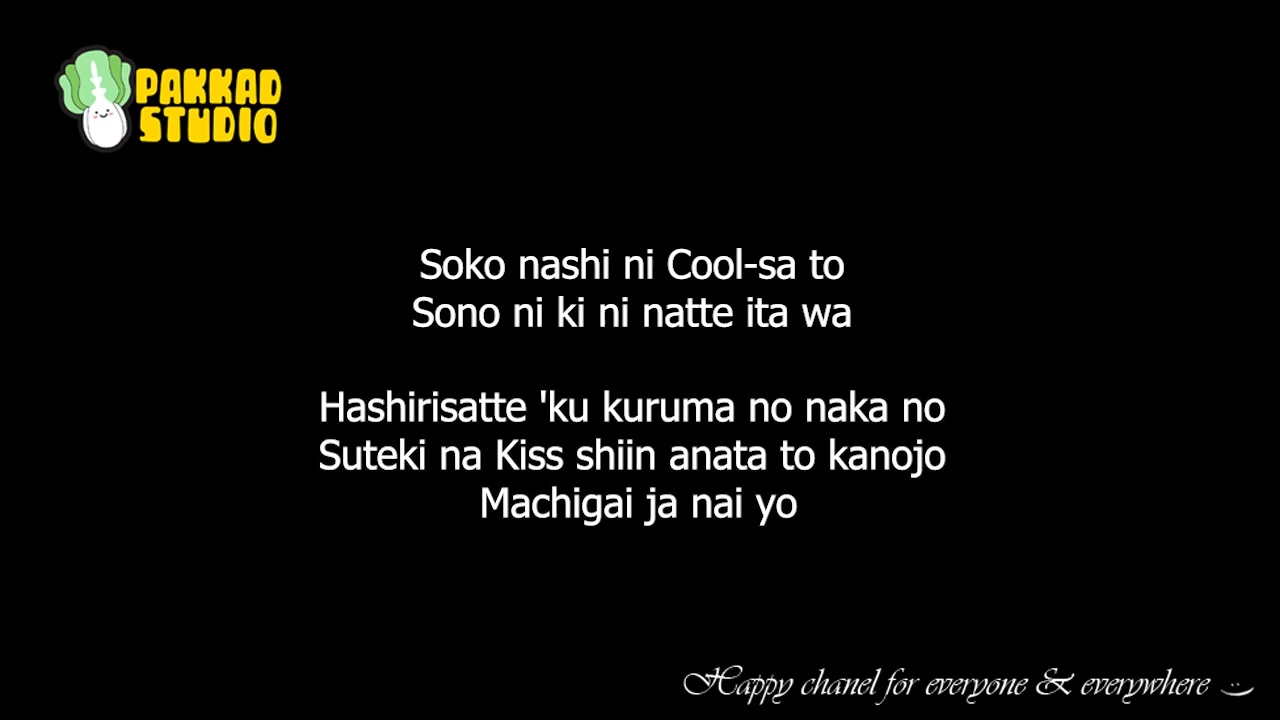 PAKKAD
STUDIO
Soko nashi ni Cool-sa to
Sono ni ki ni natte ita wa
Hashirisatte 'ku kuruma no naka no
Suteki na Kiss shiin anata to kanojo
Machigai ja nai yo
Happy chanel for everyone & everywhere :)